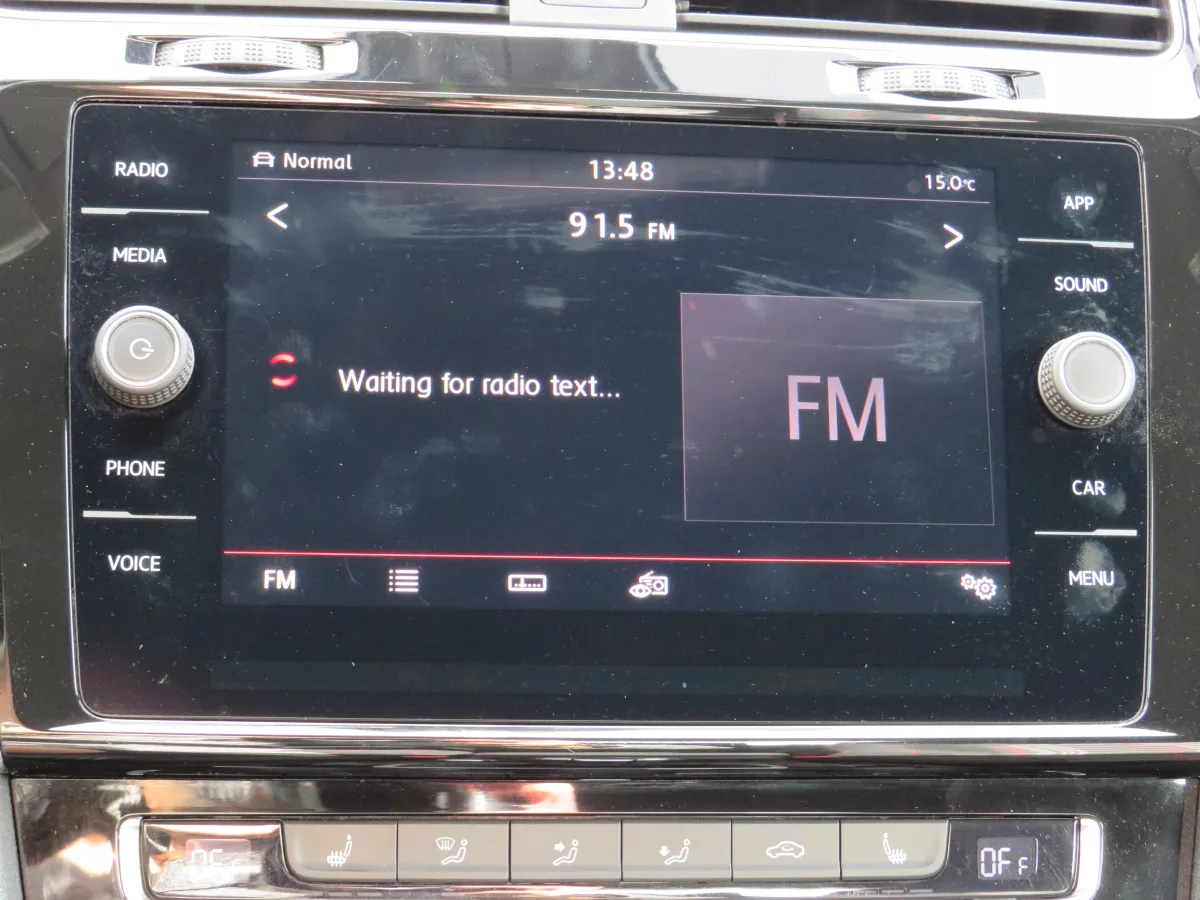 RADIO
MEDIA
PHONE
VOICE
Normal
13:48
15.0°C
<
91.5 FM
>
Waiting for radio text...
FM
FM
APP
SOUND
CAR
MENU
OFF
OFF